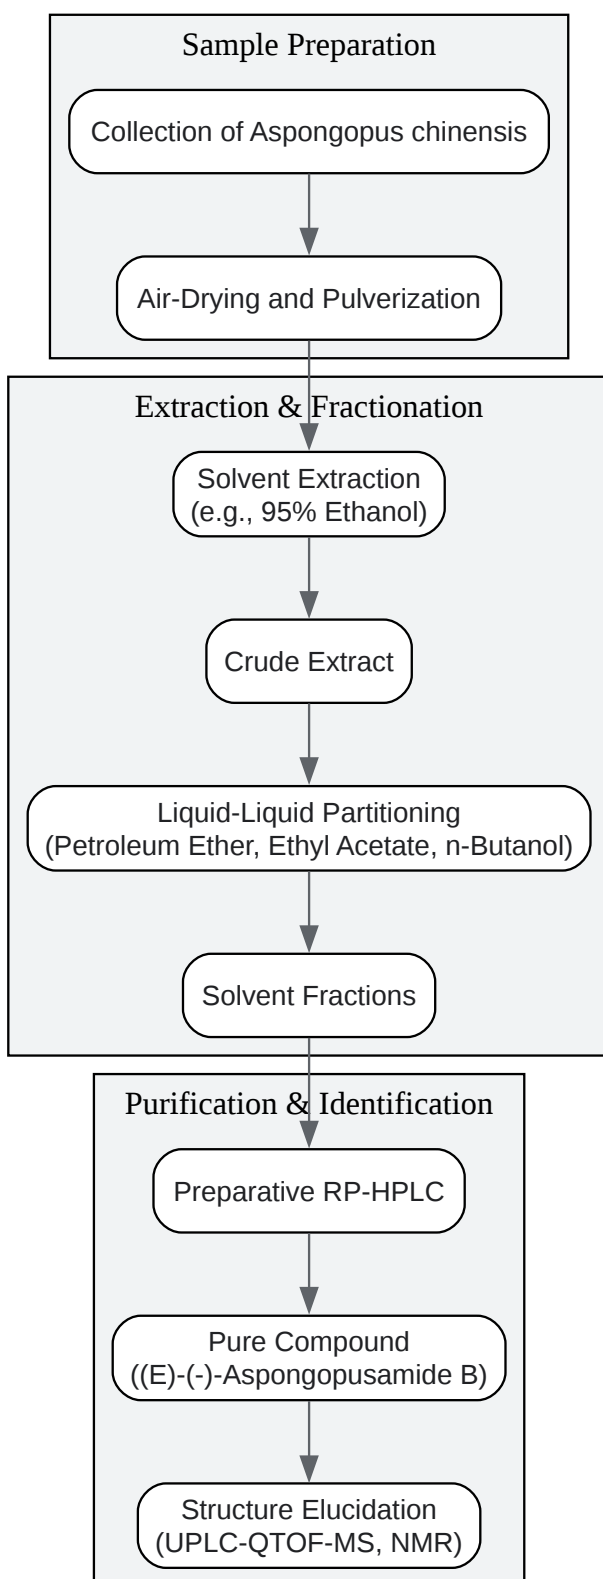 Sample Preparation
Collection of Aspongopus chinensis
Air-Drying and Pulverization
Extraction & Fractionation
Solvent Extraction
(e.g., 95% Ethanol)
Crude Extract
Liquid-Liquid Partitioning
(Petroleum Ether, Ethyl Acetate, n-Butanol)
Solvent Fractions
Purification & Identification
Preparative RP-HPLC
Pure Compound
((E)-(-)-Aspongopusamide B)
Structure Elucidation
(UPLC-QTOF-MS, NMR)